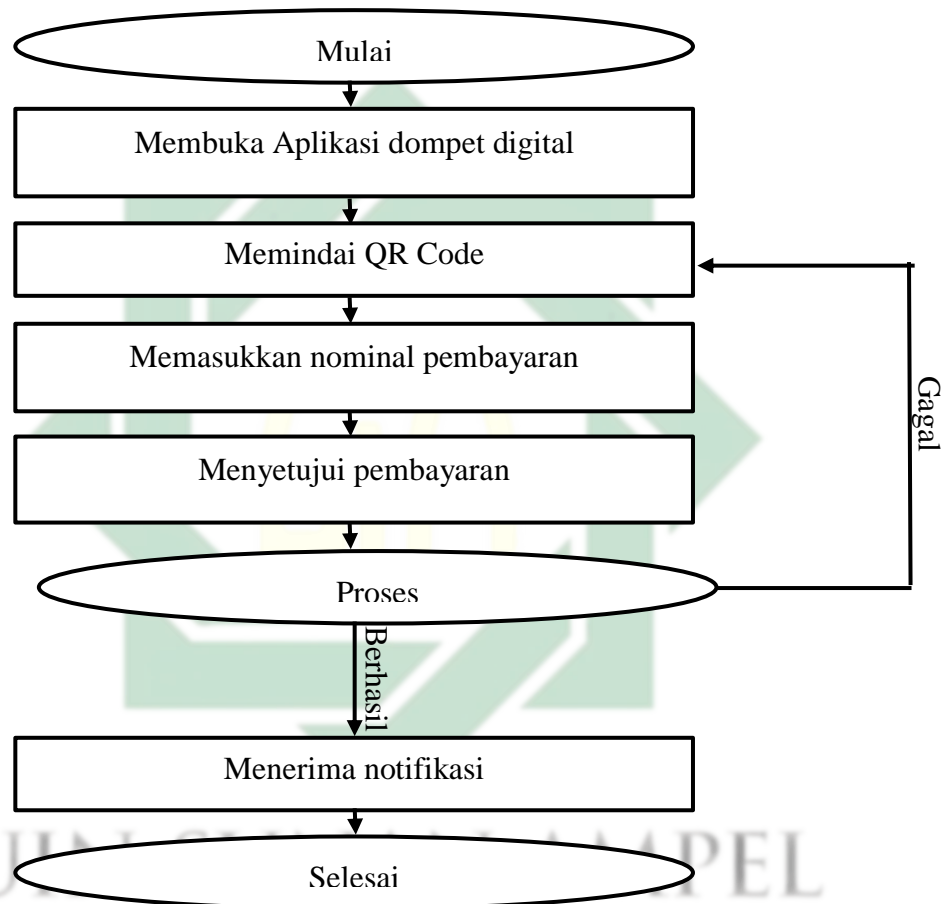 Mulai
Membuka Aplikasi dompet digital
Memindai QR Code
Memasukkan nominal pembayaran
Menyetujui pembayaran
Gagal
Proses
Berhasil
Menerima notifikasi
Selesai
AMPEL